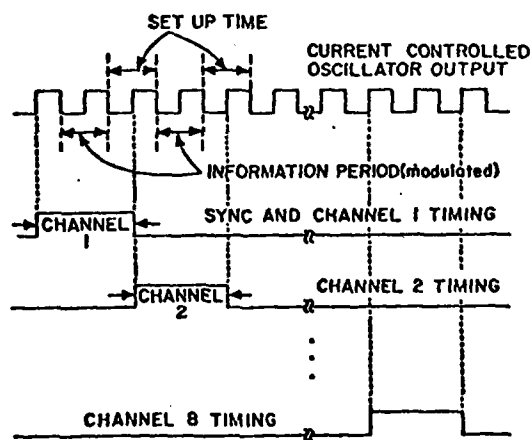 SET UP TIME
CURRENT CONTROLLED
OSCILLATOR OUTPUT
INFORMATION PERIOD(modulated)
SYNC AND CHANNEL 1 TIMING
CHANNEL
1
CHANNEL 2 TIMING
CHANNEL
2
CHANNEL 8 TIMING